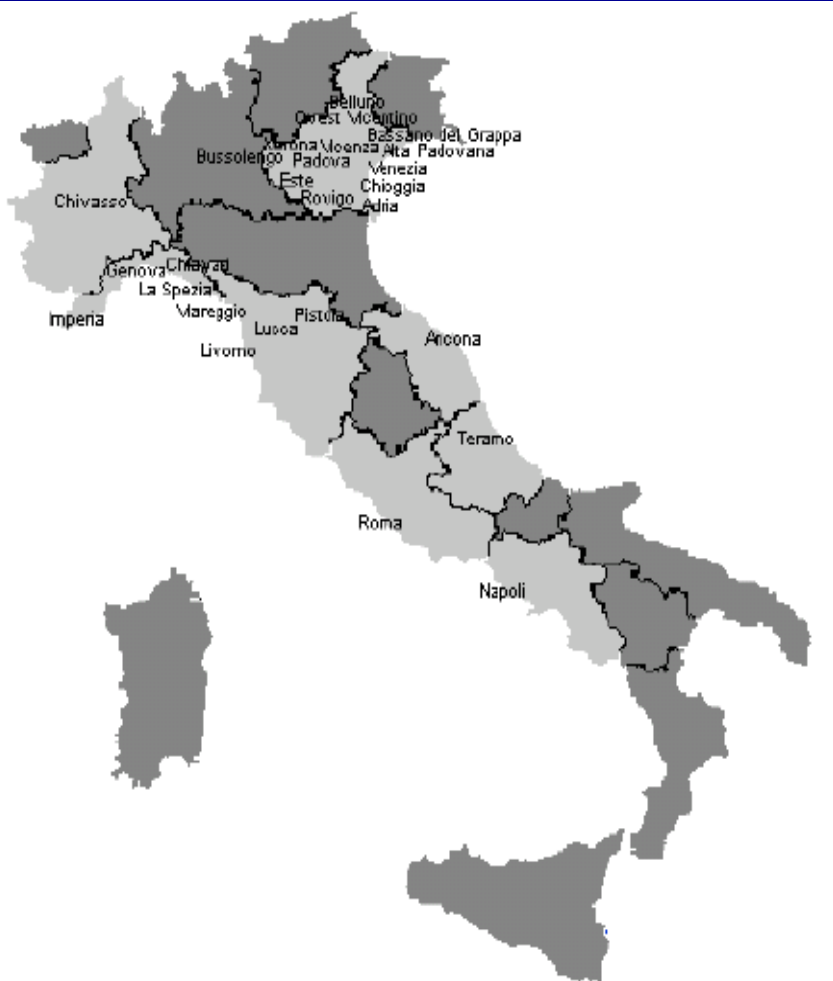 Belluno
Ovest Vicentino
Bassano del Grappa
Verona
Vicenza
Alta Padovana
Bussolengo
Padova
Venezia
Este
Chioggia
Chivasso
Rovigo
Adria
Genova
Chiavari
La Spezia
Imperia
Viareggio
Pistoia
Lucca
Ancona
Livorno
Teramo
Roma
Napoli